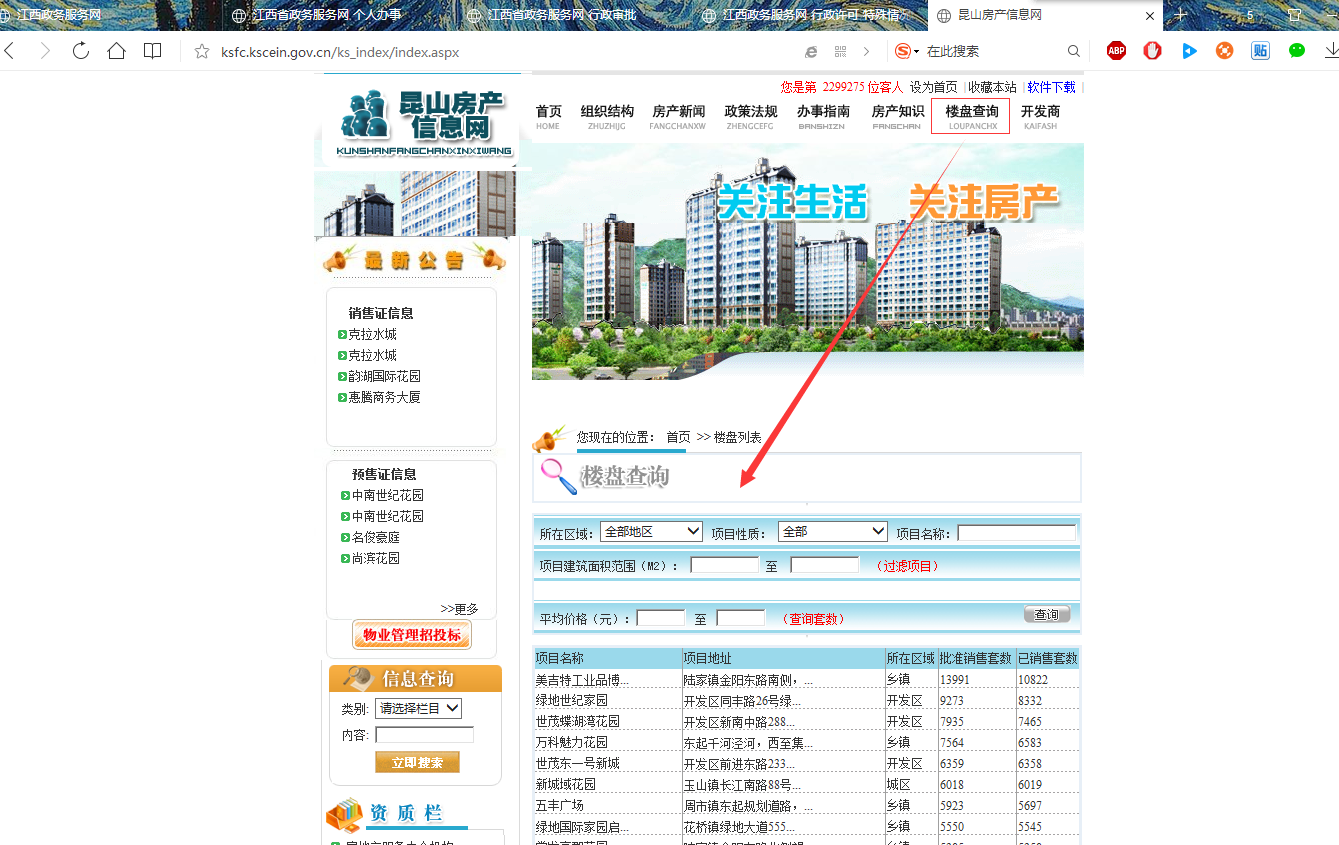 江西政务服务网
江西省政务服务网 个人办事
江西省政务服务网 行政审批
江西政务服务网 行政许可 特殊情
昆山房产信息网
5
ksfc.kscein.gov.cn/ks_index/index.aspx
在此搜索
ABP
贴
昆山房产
信息网
KUNSHANFANGCHANXINXIWANG
您是第 2299275 位客人 设为首页 |收藏本站 |软件下载 |
首页 组织结构 房产新闻 政策法规 办事指南 房产知识 楼盘查询 开发商
HOME ZHUZHIJG FANGCHANXW ZHENGCEFG BANSHIZN FANGCHAN LOUPANCHX KAIFASH
关注生活 关注房产
最新公告
销售证信息
克拉水城
克拉水城
韵湖国际花园
惠腾商务大厦
预售证信息
中南世纪花园
中南世纪花园
名俊豪庭
尚滨花园
>>更多
物业管理招投标
信息查询
类别: 请选择栏目
内容:
立即搜索
资质栏
您现在的位置： 首页 >> 楼盘列表
楼盘查询
所在区域: 全部地区 项目性质: 全部 项目名称:
项目建筑面积范围（M2）: 至 （过滤项目）
平均价格（元）: 至 （查询套数） 查询
项目名称 项目地址 所在区域 批准销售套数 已销售套数
美吉特工业品博... 陆家镇金阳东路南侧，... 乡镇 13991 10822
绿地世纪家园 开发区同丰路26号绿... 开发区 9273 8332
世茂蝶湖湾花园 开发区新南中路288... 开发区 7935 7465
万科魅力花园 东起千河泾河，西至集... 乡镇 7564 6583
世茂东一号新城 开发区前进东路233... 开发区 6359 6358
新城域花园 玉山镇长江南路88号... 城区 6018 6019
五丰广场 周市镇东起规划道路，... 乡镇 5923 5697
绿地国际家园启... 花桥镇绿地大道555... 乡镇 5550 5545